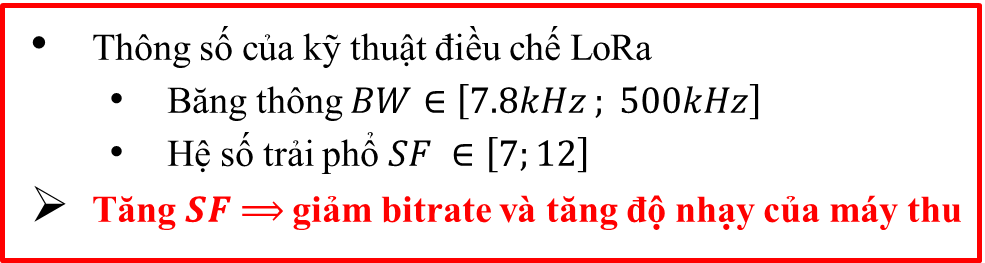 • Thông số của kỹ thuật điều chế LoRa
• Băng thông BW ∈ [7.8kHz ; 500kHz]
• Hệ số trải phổ SF ∈ [7; 12]
➢ Tăng SF ⟹ giảm bitrate và tăng độ nhạy của máy thu